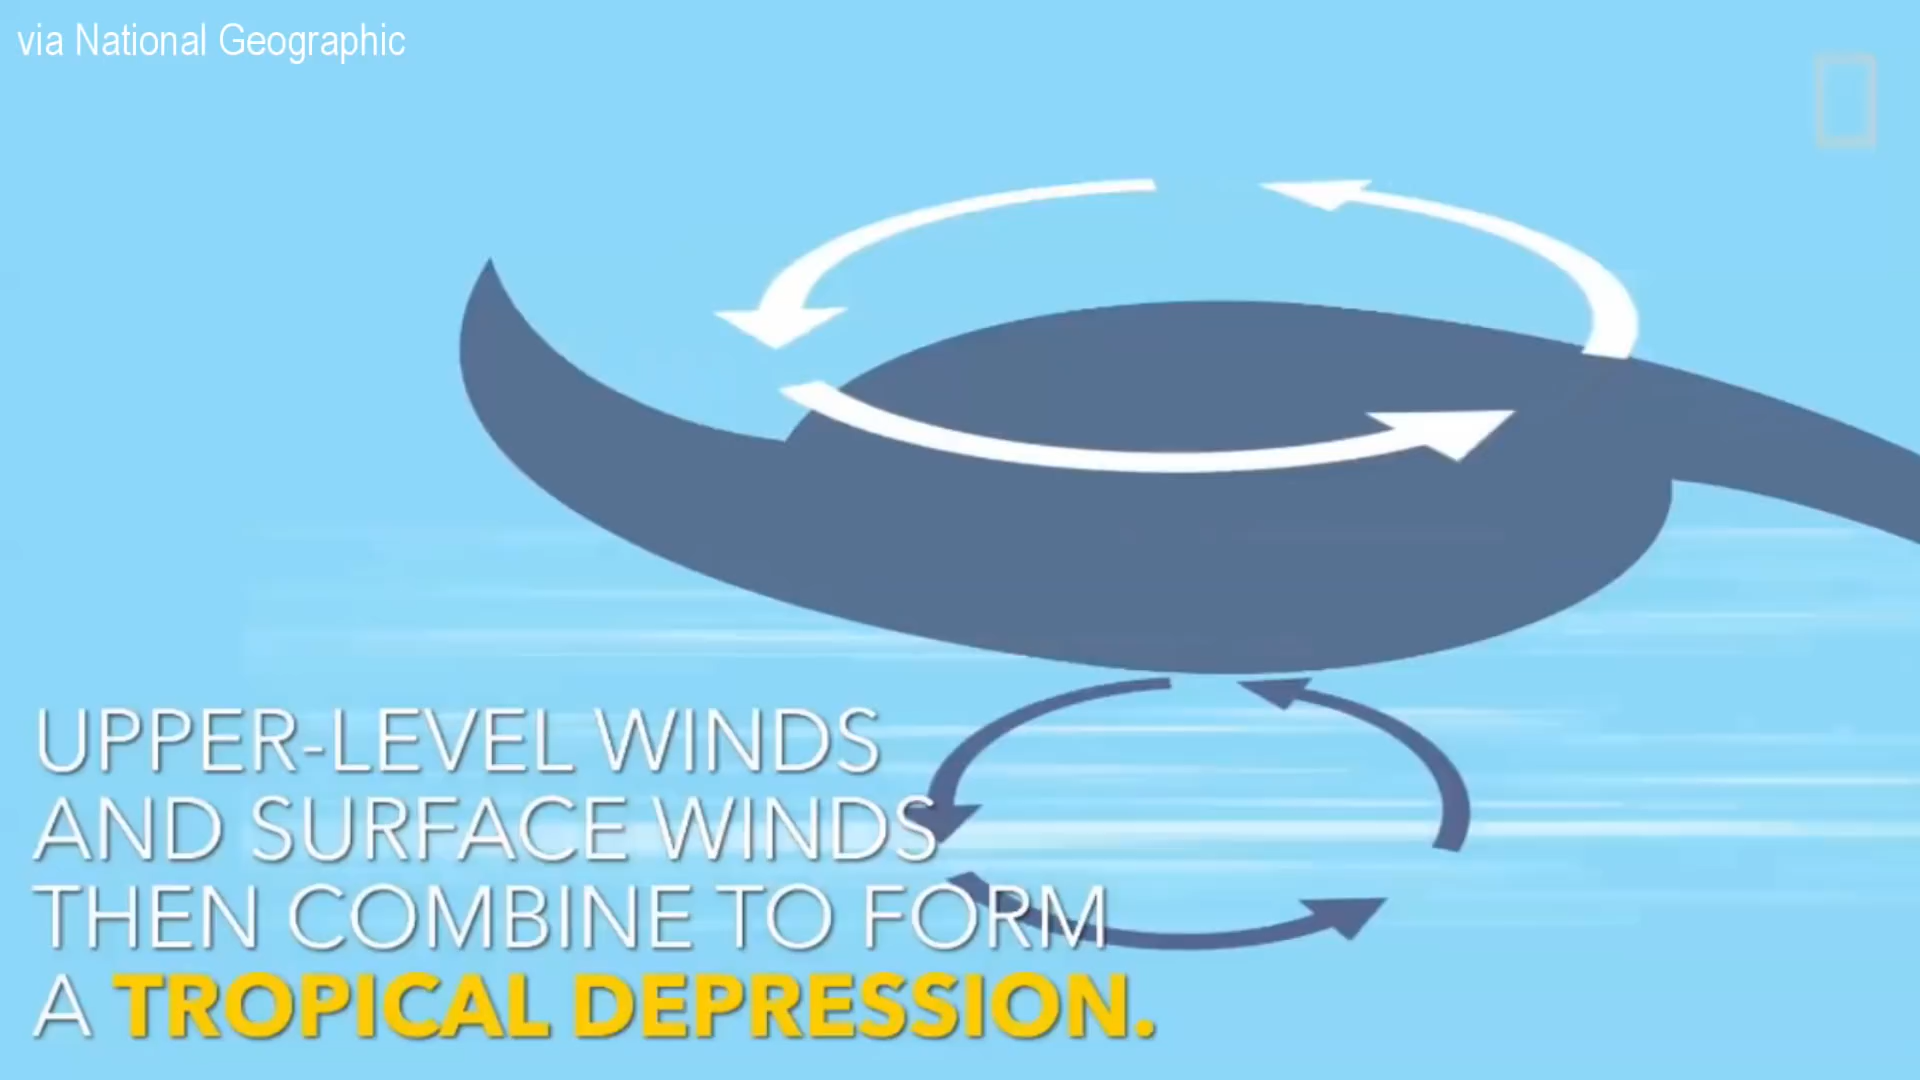 via National Geographic
UPPER-LEVEL WINDS
AND SURFACE WINDS
THEN COMBINE TO FORM
A TROPICAL DEPRESSION.